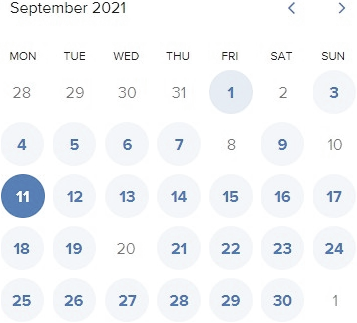 September 2021
MON TUE WED THU FRI SAT SUN
28 29 30 31 1 2 3
4 5 6 7 8 9 10
11 12 13 14 15 16 17
18 19 20 21 22 23 24
25 26 27 28 29 30 1